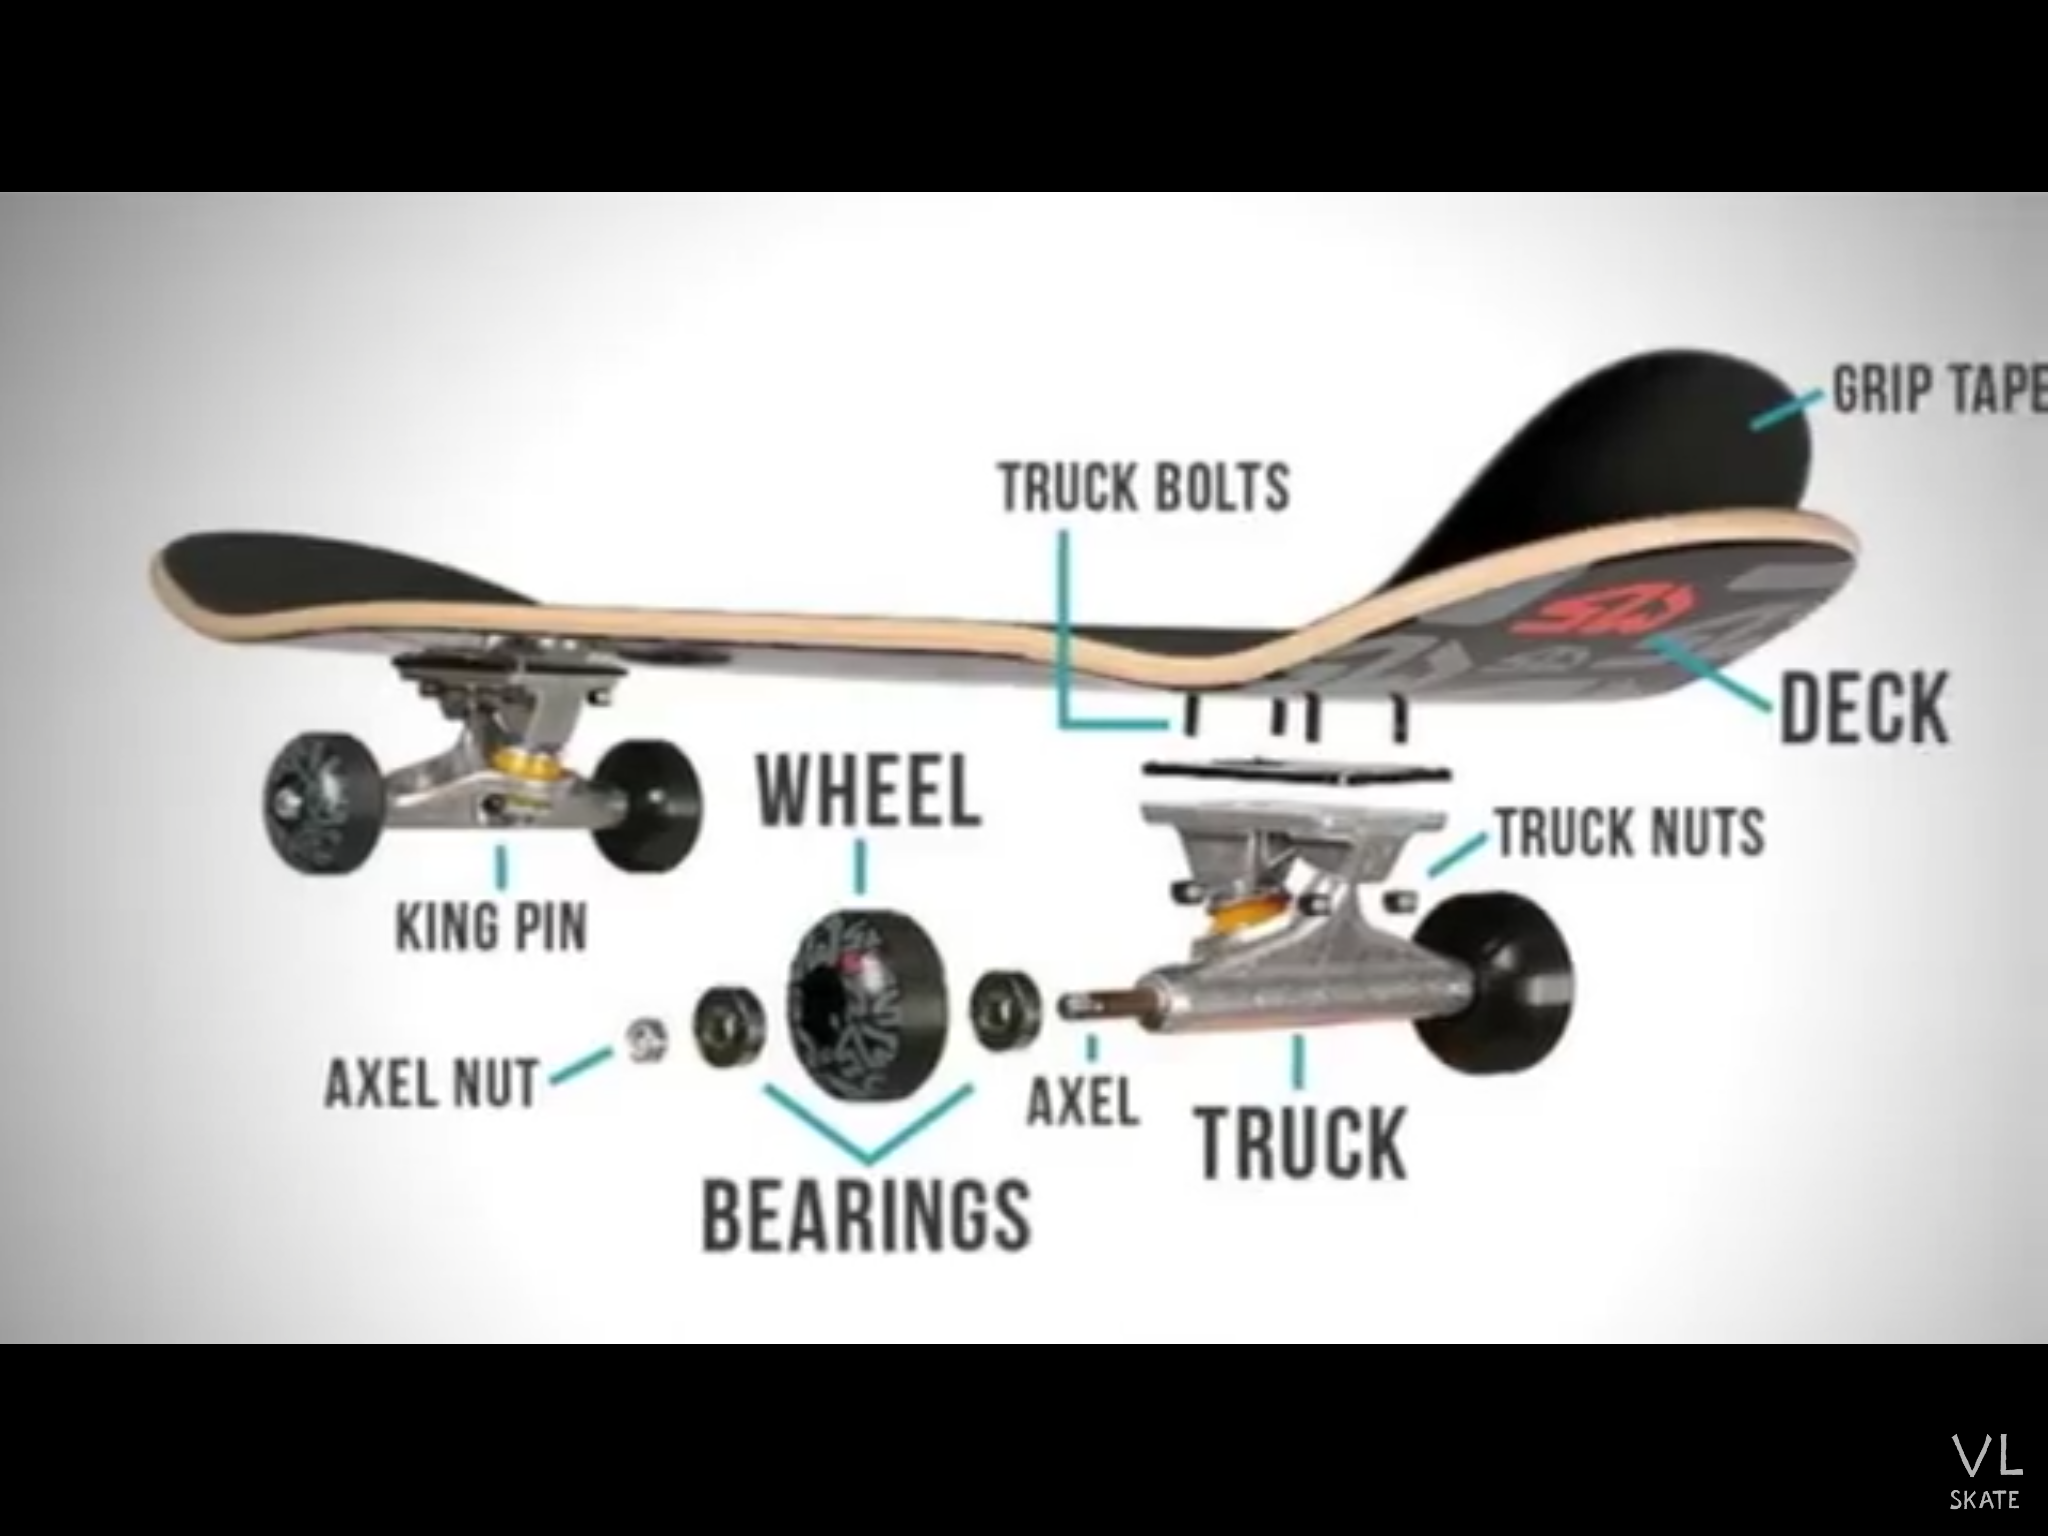 GRIP TAPE
TRUCK BOLTS
DECK
WHEEL
TRUCK NUTS
KING PIN
AXEL NUT
AXEL
TRUCK
BEARINGS
VL
SKATE